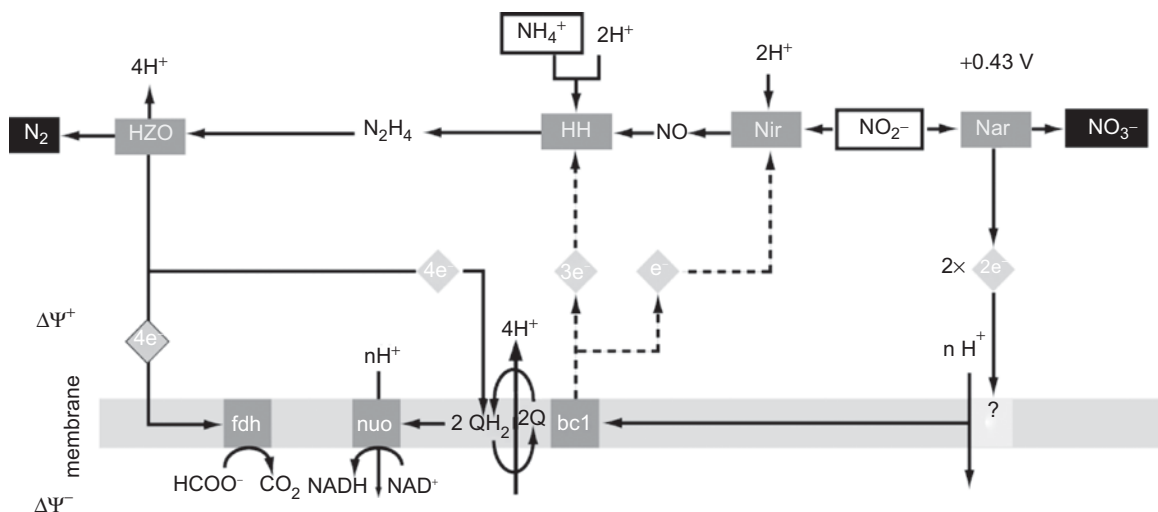 NH₄⁺ 2H⁺
4H⁺ 2H⁺ +0.43 V
N₂ HZO N₂H₄ HH NO Nir NO₂⁻ Nar NO₃⁻
4e⁻ 3e⁻ e⁻ 2× 2e⁻
ΔΨ⁺ 4e⁻ 4H⁺
nH⁺ n H⁺
membrane fdh nuo 2 QH₂ 2Q bc1 ?
HCOO⁻ CO₂ NADH NAD⁺
ΔΨ⁻